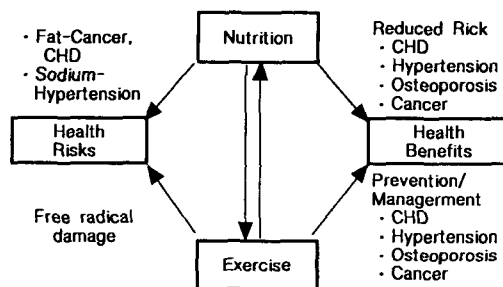 · Fat-Cancer,
CHD
· Sodium-
Hypertension
Nutrition
Reduced Risk
· CHD
· Hypertension
· Osteoporosis
· Cancer
Health
Risks
Health
Benefits
Free radical
damage
Prevention/
Managerment
· CHD
· Hypertension
· Osteoporosis
· Cancer
Exercise